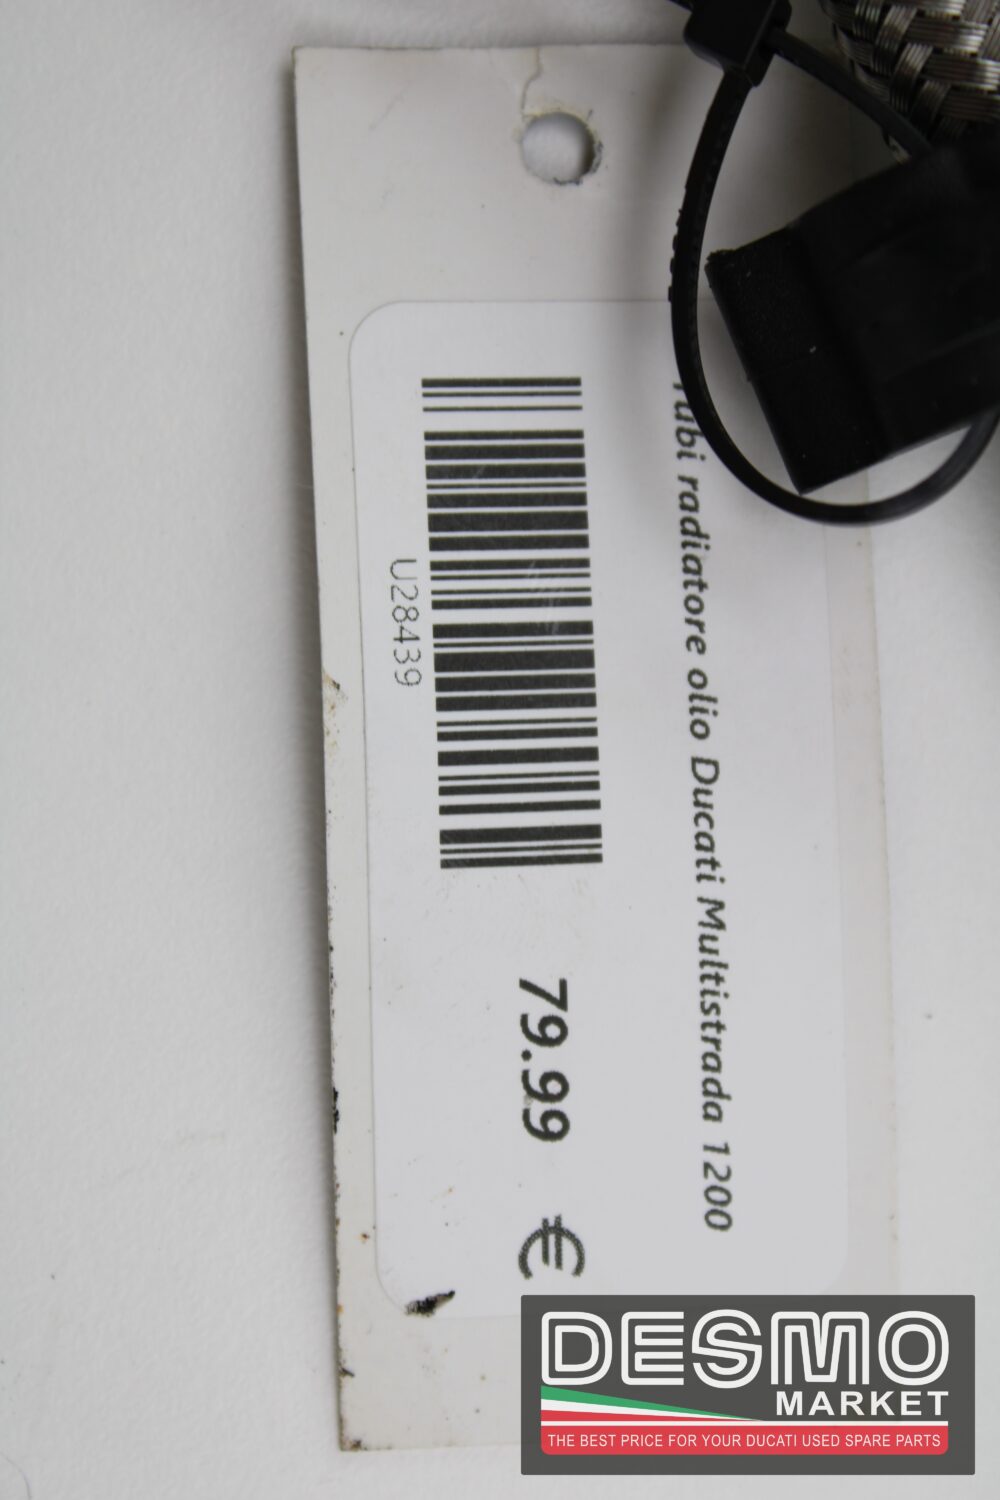 Tubi radiatore olio Ducati Multistrada 1200
79.99 €
U28439
DESMO
MARKET
THE BEST PRICE FOR YOUR DUCATI USED SPARE PARTS